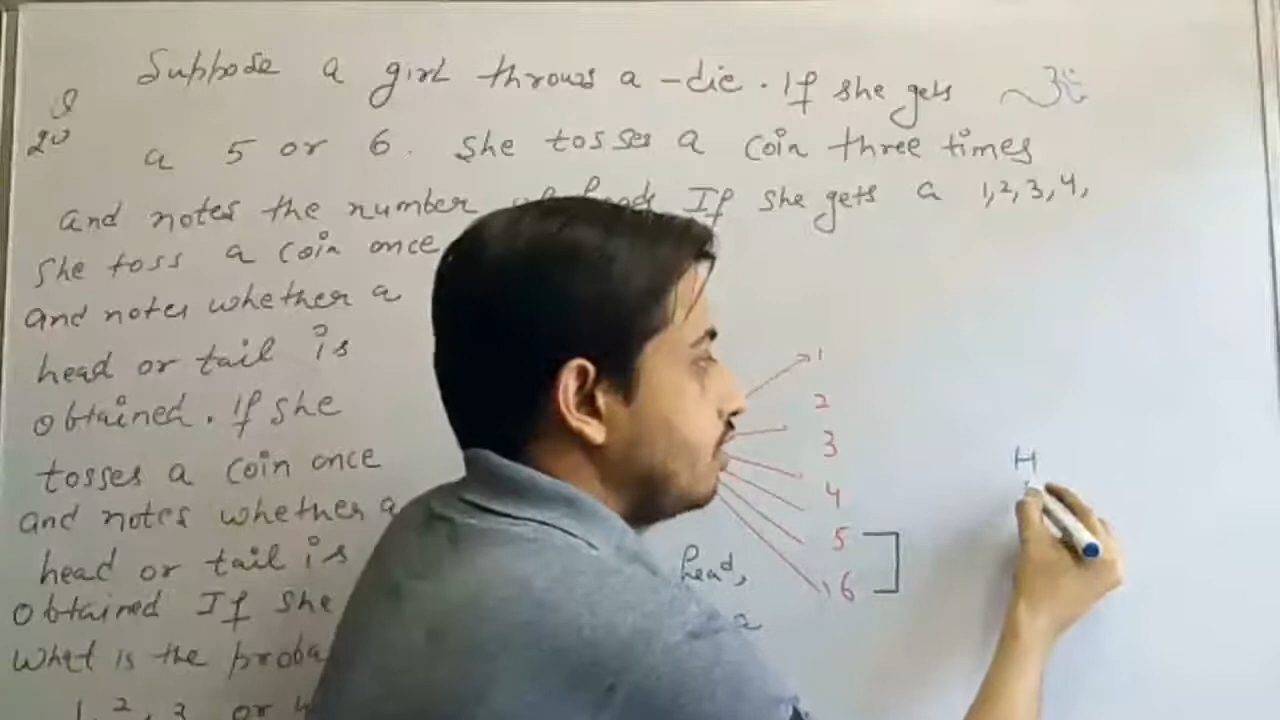 Suppose a girl throws a die. If she gets
Q
20
a 5 or 6. She tosses a coin three times
and notes the number of heads If she gets a 1,2,3,4,
She toss a coin once
and notes whether a
head or tail is
obtained. If she
tosses a coin once
and notes whether a
head or tail is
obtained If she
What is the proba
1, 2, 3 or 4
head,
a
1
2
3
4
5
6
H